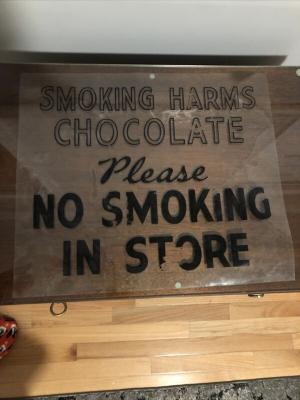 SMOKING HARMS
CHOCOLATE
Please
NO SMOKING
IN STORE